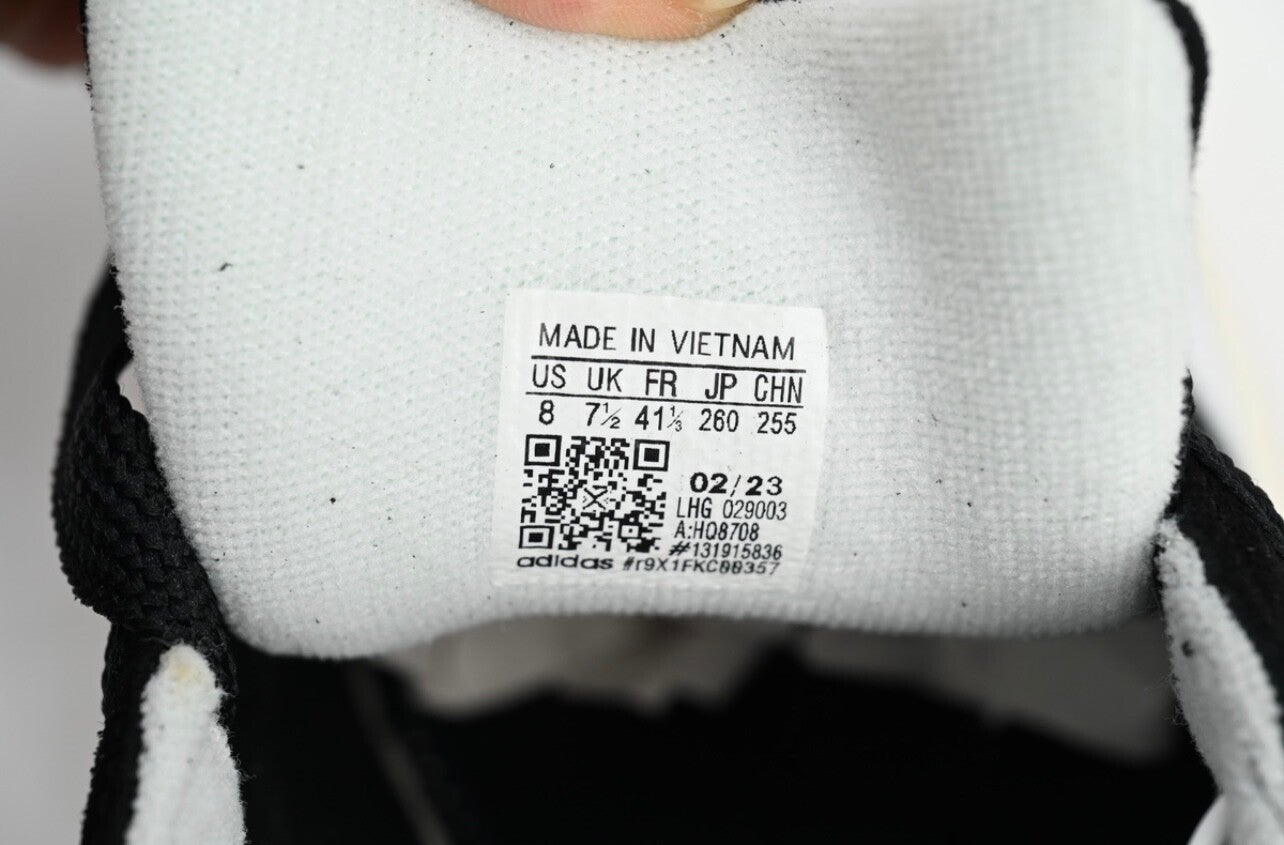 MADE IN VIETNAM
US UK FR JP CHN
8 7½ 41⅓ 260 255
02/23
LHG 029003
A:HQ8708
#131915836
adidas #r9X1FKC00357